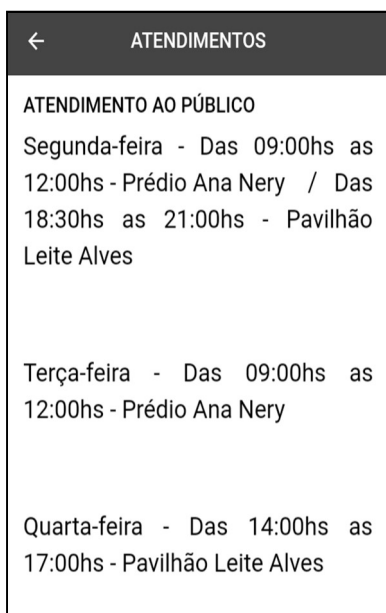 ATENDIMENTOS
ATENDIMENTO AO PÚBLICO
Segunda-feira - Das 09:00hs as
12:00hs - Prédio Ana Nery / Das
18:30hs as 21:00hs - Pavilhão
Leite Alves
Terça-feira - Das 09:00hs as
12:00hs - Prédio Ana Nery
Quarta-feira - Das 14:00hs as
17:00hs - Pavilhão Leite Alves